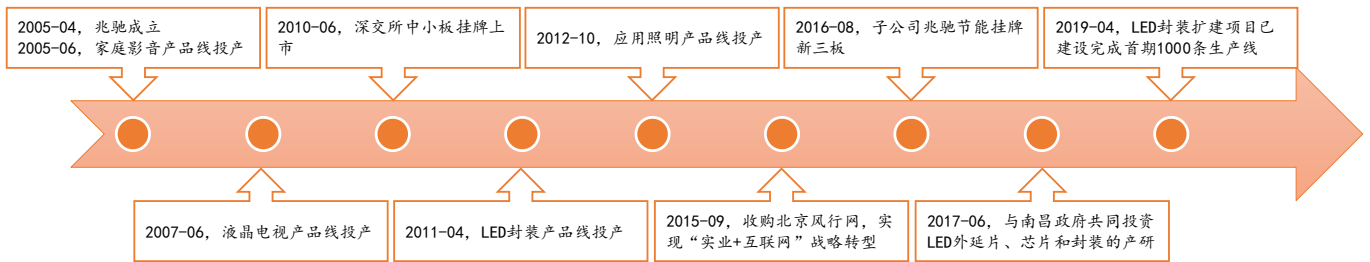 2005-04, 兆驰成立
2005-06, 家庭影音产品线投产
2010-06, 深交所中小板挂牌上
市
2012-10, 应用照明产品线投产
2016-08, 子公司兆驰节能挂牌
新三板
2019-04, LED封装扩建项目已
建设完成首期1000条生产线
2007-06, 液晶电视产品线投产
2011-04, LED封装产品线投产
2015-09, 收购北京风行网, 实
现“实业+互联网”战略转型
2017-06, 与南昌政府共同投资
LED外延片、芯片和封装的产研